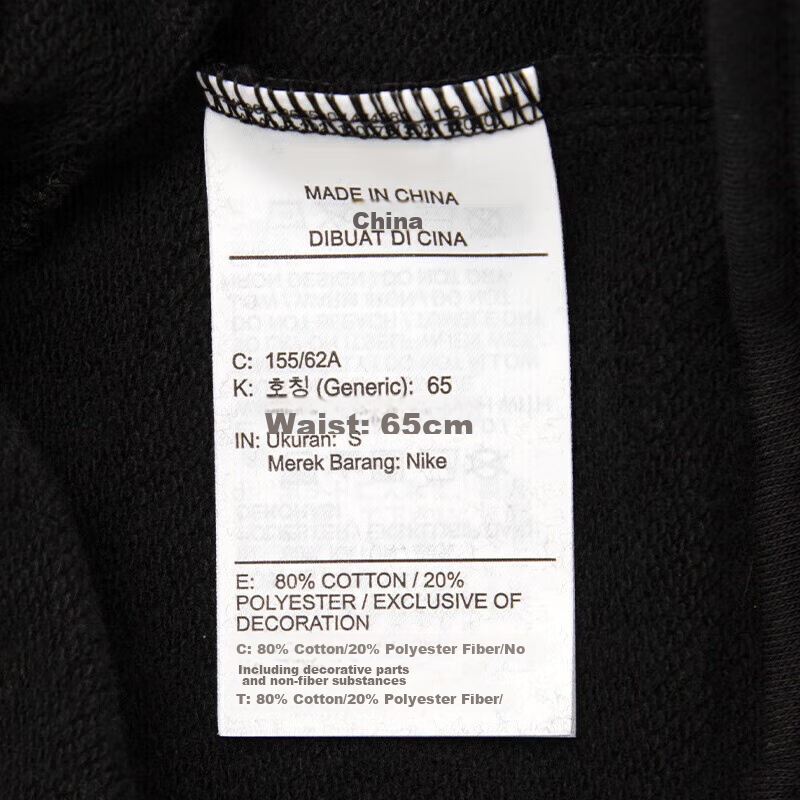 MADE IN CHINA
China
DIBUAT DI CINA
C: 155/62A
K: 호칭 (Generic): 65
Waist: 65cm
IN: Ukuran: S
Merek Barang: Nike
E: 80% COTTON / 20%
POLYESTER / EXCLUSIVE OF
DECORATION
C: 80% Cotton/20% Polyester Fiber/No
Including decorative parts
and non-fiber substances
T: 80% Cotton/20% Polyester Fiber/